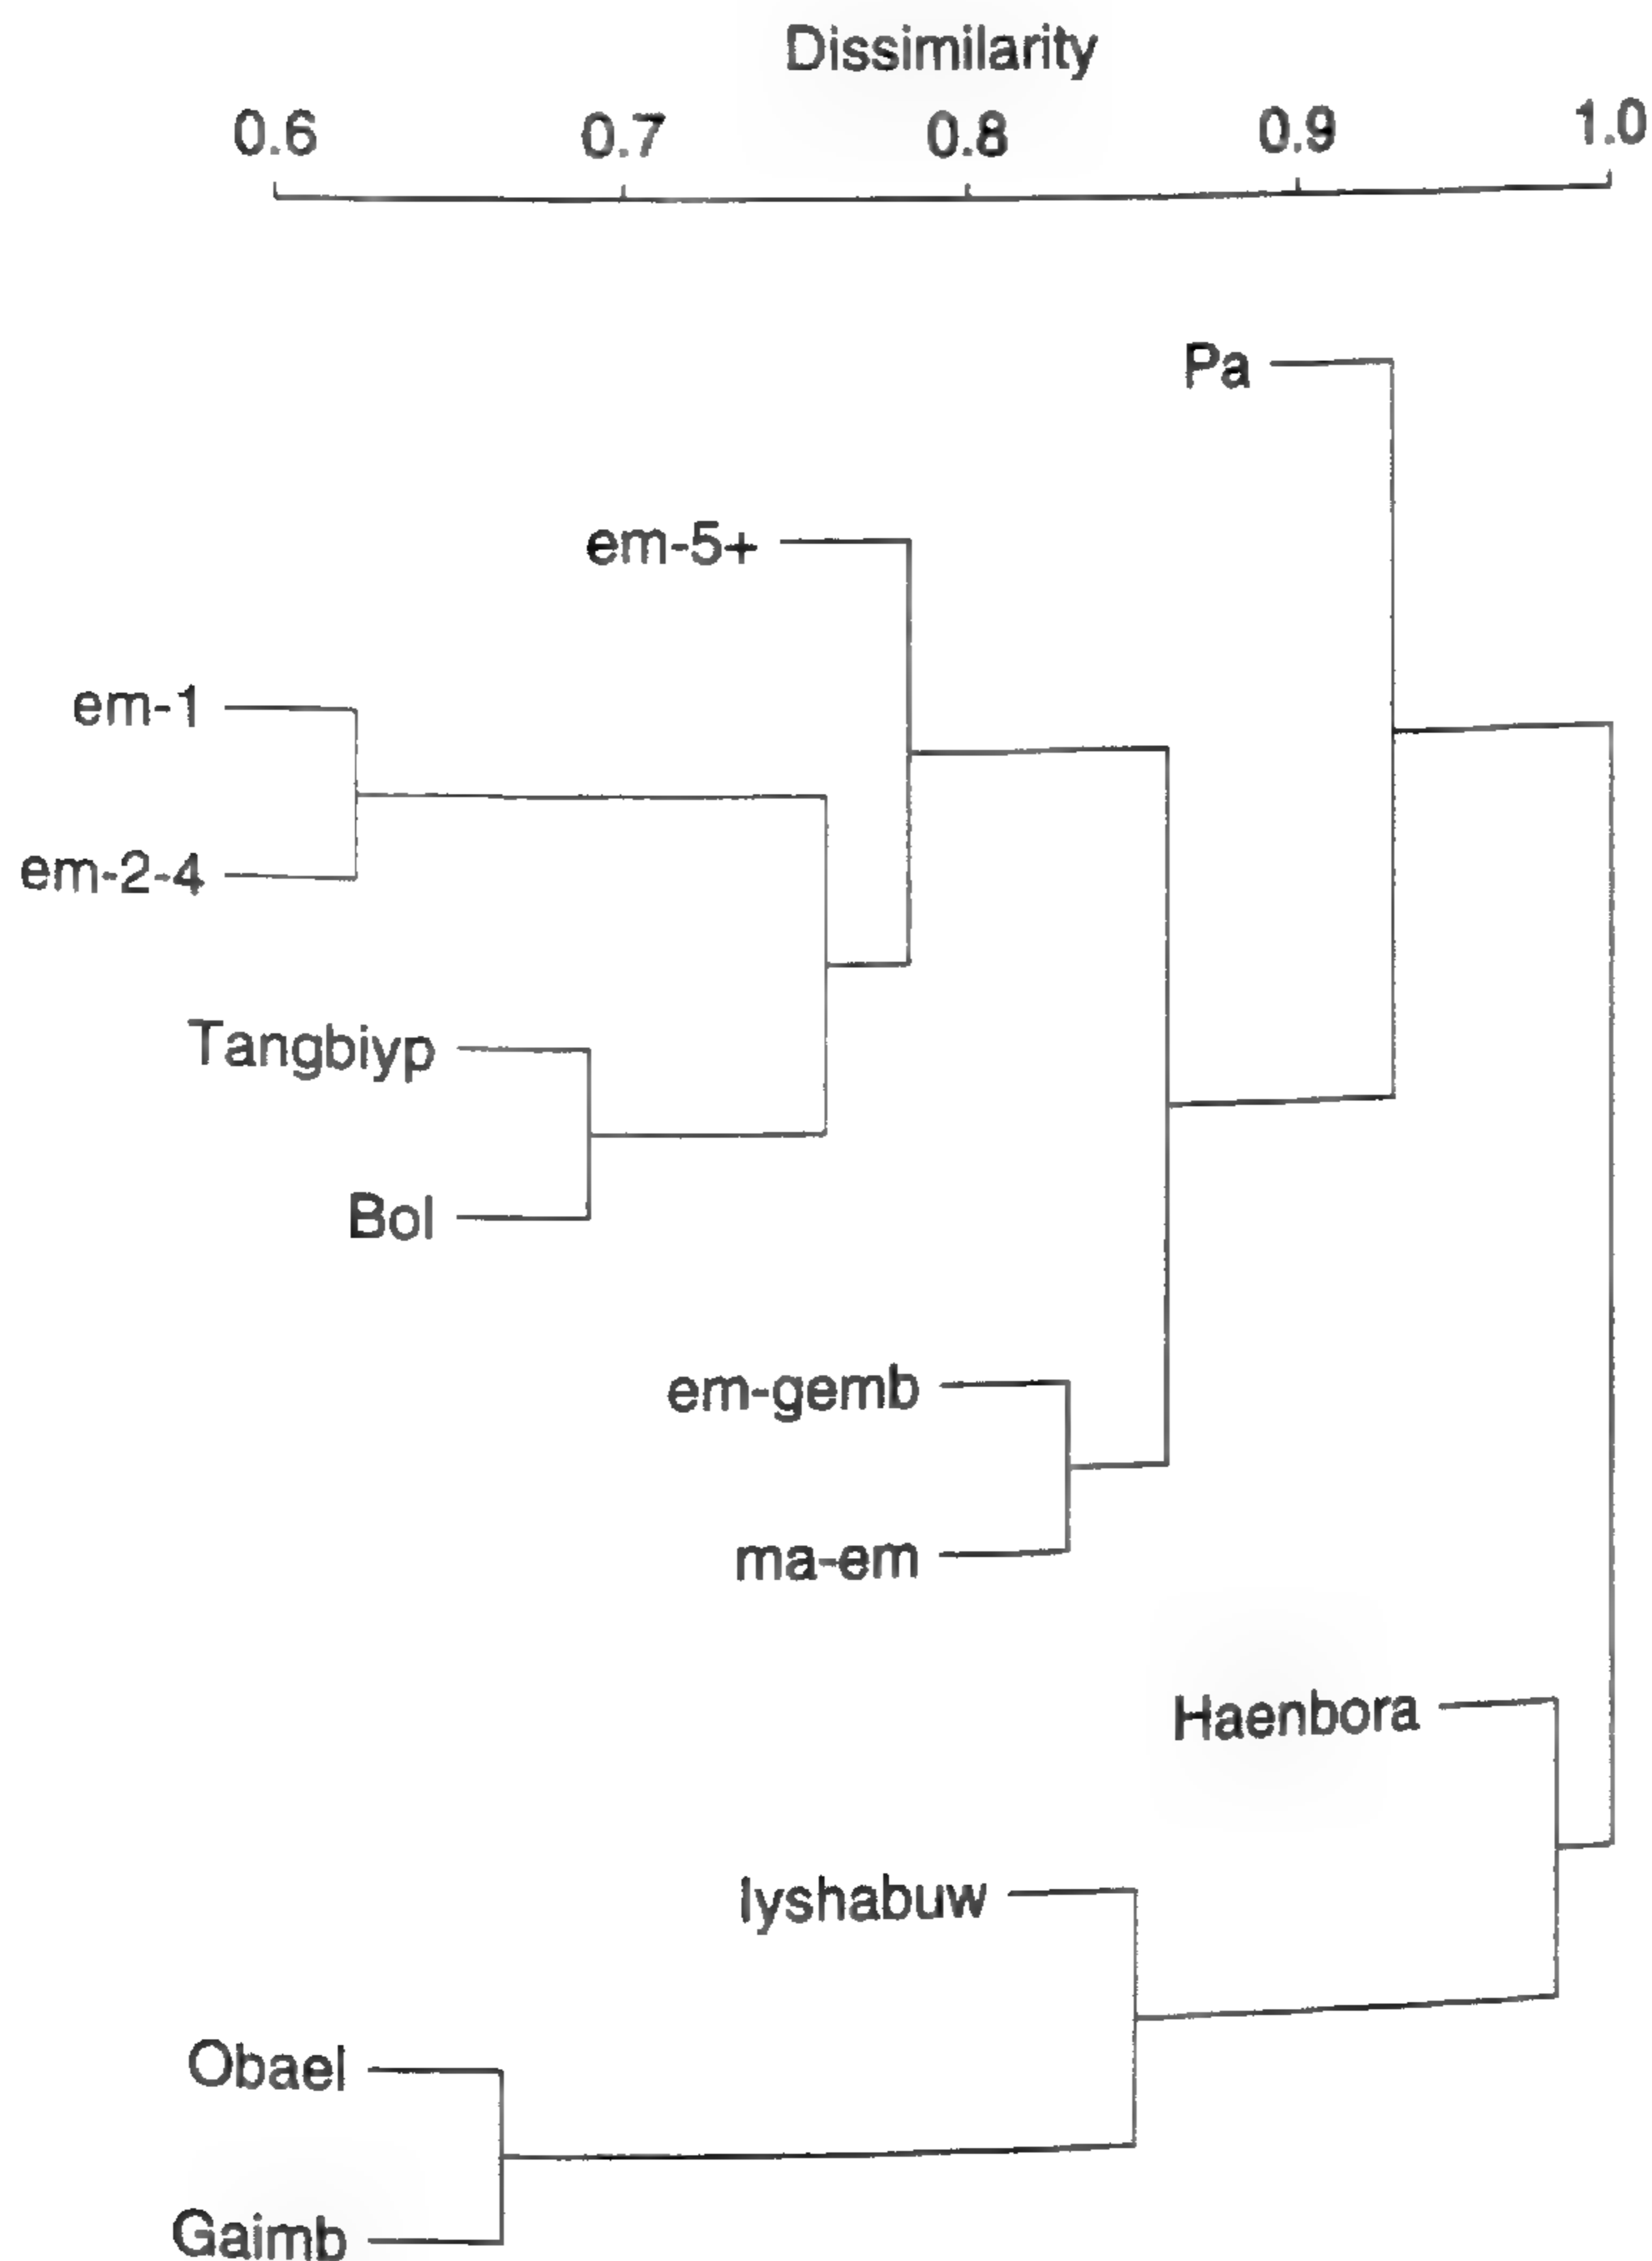 Dissimilarity
0.6 0.7 0.8 0.9 1.0
Pa
em-5+
em-1
em-2-4
Tangbiyp
Bol
em-gemb
ma-em
Haenbora
Iyshabuw
Obael
Gaimb